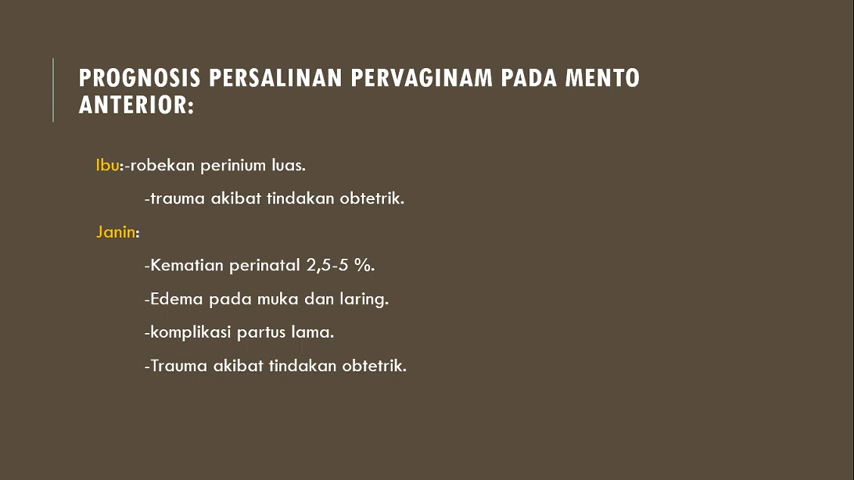 PROGNOSIS PERSALINAN PERVAGINAM PADA MENTO
ANTERIOR:
Ibu:-robekan perinium luas.
-trauma akibat tindakan obtetrik.
Janin:
-Kematian perinatal 2,5-5 %.
-Edema pada muka dan laring.
-komplikasi partus lama.
-Trauma akibat tindakan obtetrik.